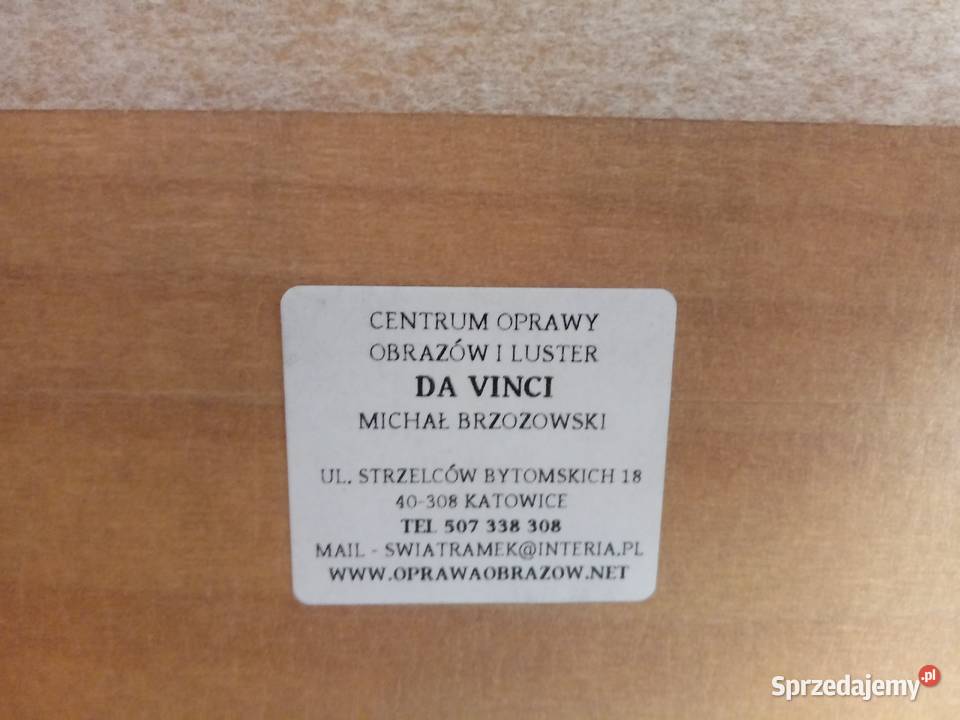 CENTRUM OPRAWY
OBRAZÓW I LUSTER
DA VINCI
MICHAŁ BRZOZOWSKI
UL. STRZELCÓW BYTOMSKICH 18
40-308 KATOWICE
TEL 507 338 308
MAIL - SWIATRAMEK@INTERIA.PL
WWW.OPRAWAOBRAZOW.NET
Sprzedajemy.pl